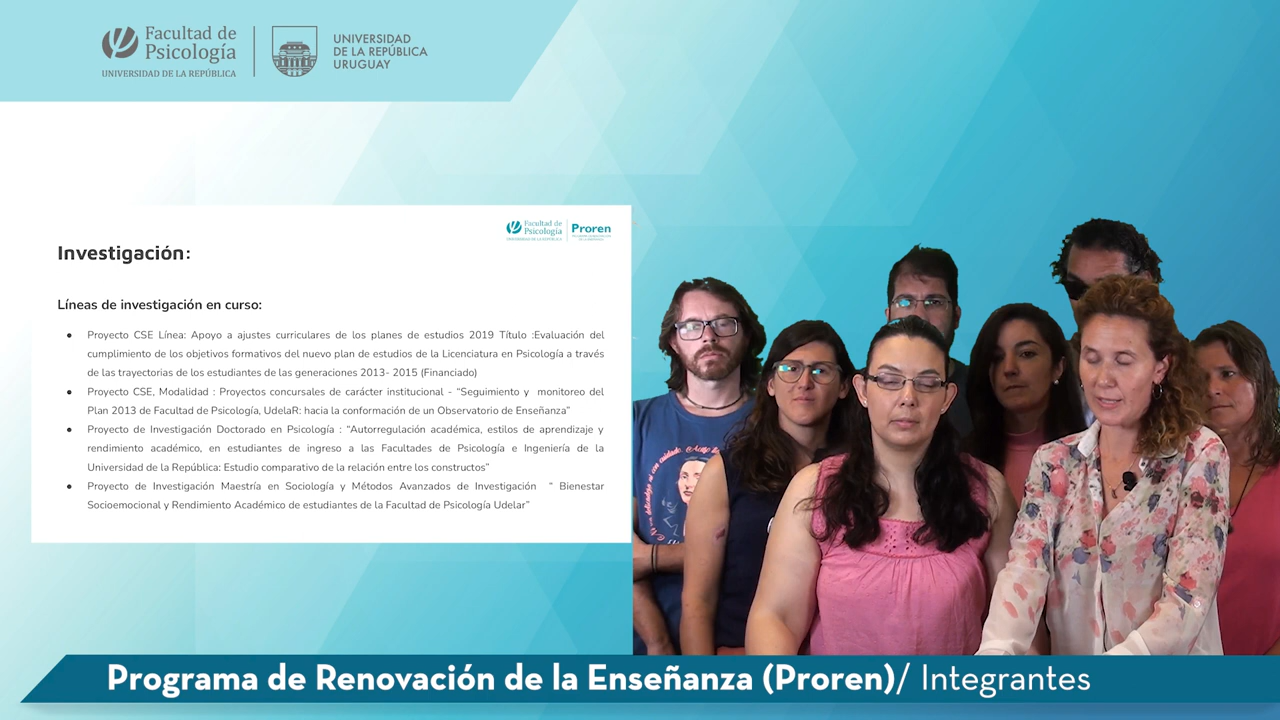 Facultad de
Psicología
UNIVERSIDAD DE LA REPÚBLICA
UNIVERSIDAD
DE LA REPÚBLICA
URUGUAY
Facultad de
Psicología
UNIVERSIDAD DE LA REPÚBLICA
Proren
Investigación:
Líneas de investigación en curso:
● Proyecto CSE Línea: Apoyo a ajustes curriculares de los planes de estudios 2019 Título :Evaluación del
cumplimiento de los objetivos formativos del nuevo plan de estudios de la Licenciatura en Psicología a través
de las trayectorias de los estudiantes de las generaciones 2013- 2015 (Financiado)
● Proyecto CSE, Modalidad : Proyectos concursales de carácter institucional - “Seguimiento y monitoreo del
Plan 2013 de Facultad de Psicología, UdelaR: hacia la conformación de un Observatorio de Enseñanza”
● Proyecto de Investigación Doctorado en Psicología : “Autorregulación académica, estilos de aprendizaje y
rendimiento académico, en estudiantes de ingreso a las Facultades de Psicología e Ingeniería de la
Universidad de la República: Estudio comparativo de la relación entre los constructos”
● Proyecto de Investigación Maestría en Sociología y Métodos Avanzados de Investigación “ Bienestar
Socioemocional y Rendimiento Académico de estudiantes de la Facultad de Psicología Udelar”
Programa de Renovación de la Enseñanza (Proren)/ Integrantes